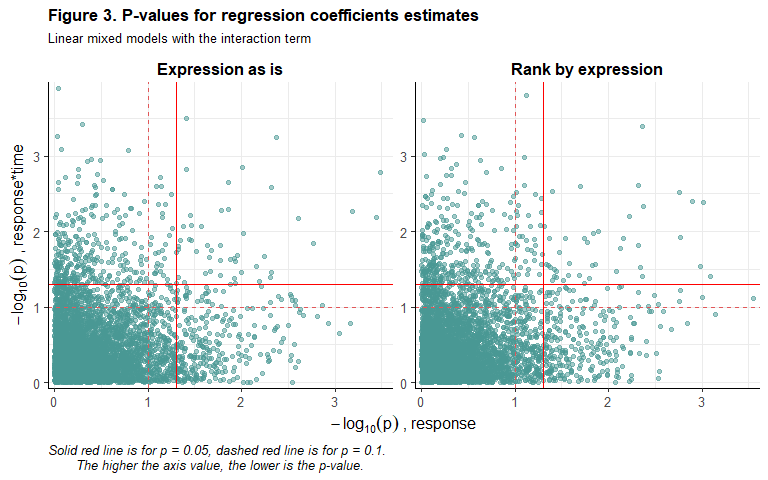 Figure 3. P-values for regression coefficients estimates
Linear mixed models with the interaction term
Expression as is
Rank by expression
−log10(p) , response*time
3
2
1
0
3
2
1
0
0 1 2 3
0 1 2 3
−log10(p) , response
Solid red line is for p = 0.05, dashed red line is for p = 0.1.
The higher the axis value, the lower is the p-value.